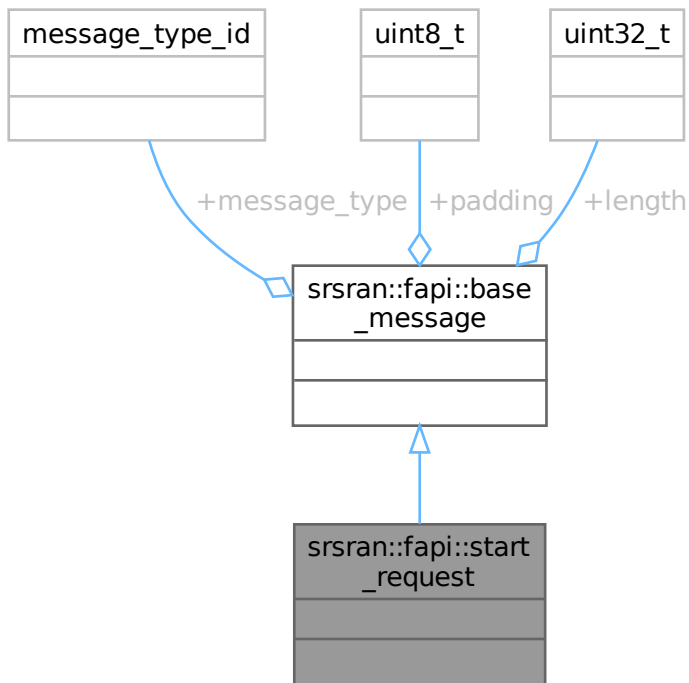 message_type_id
uint8_t
uint32_t
+message_type
+padding
+length
srsran::fapi::base
_message
srsran::fapi::start
_request